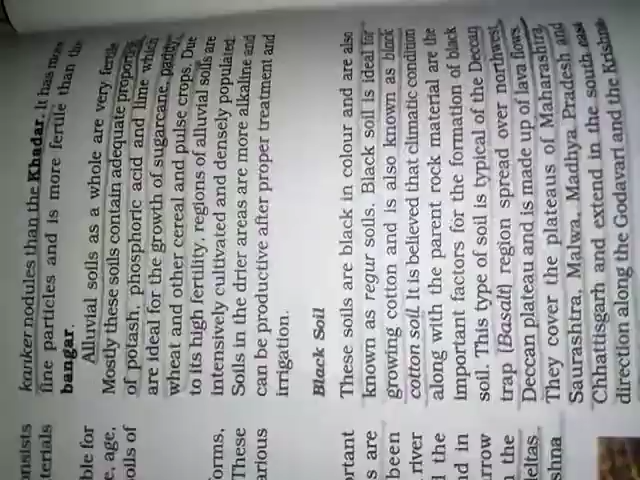 kanker nodules than the Khadar. It has more
fine particles and is more fertile than the
bangar.
Alluvial soils as a whole are very fertile.
Mostly these soils contain adequate proportion
of potash, phosphoric acid and lime which
are ideal for the growth of sugarcane, paddy,
wheat and other cereal and pulse crops. Due
to its high fertility, regions of alluvial soils are
intensively cultivated and densely populated.
Soils in the drier areas are more alkaline and
can be productive after proper treatment and
irrigation.
Black Soil
These soils are black in colour and are also
known as regur soils. Black soil is ideal for
growing cotton and is also known as black
cotton soil. It is believed that climatic condition
along with the parent rock material are the
important factors for the formation of black
soil. This type of soil is typical of the Deccan
trap (Basalt) region spread over northwest
Deccan plateau and is made up of lava flows.
They cover the plateaus of Maharashtra,
Saurashtra, Malwa, Madhya Pradesh and
Chhattisgarh and extend in the south east
direction along the Godavari and the Krishna